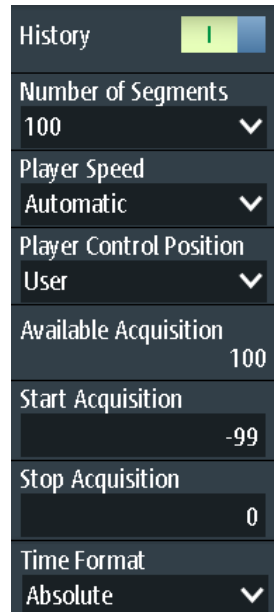 History
I
Number of Segments
100
Player Speed
Automatic
Player Control Position
User
Available Acquisition
100
Start Acquisition
-99
Stop Acquisition
0
Time Format
Absolute